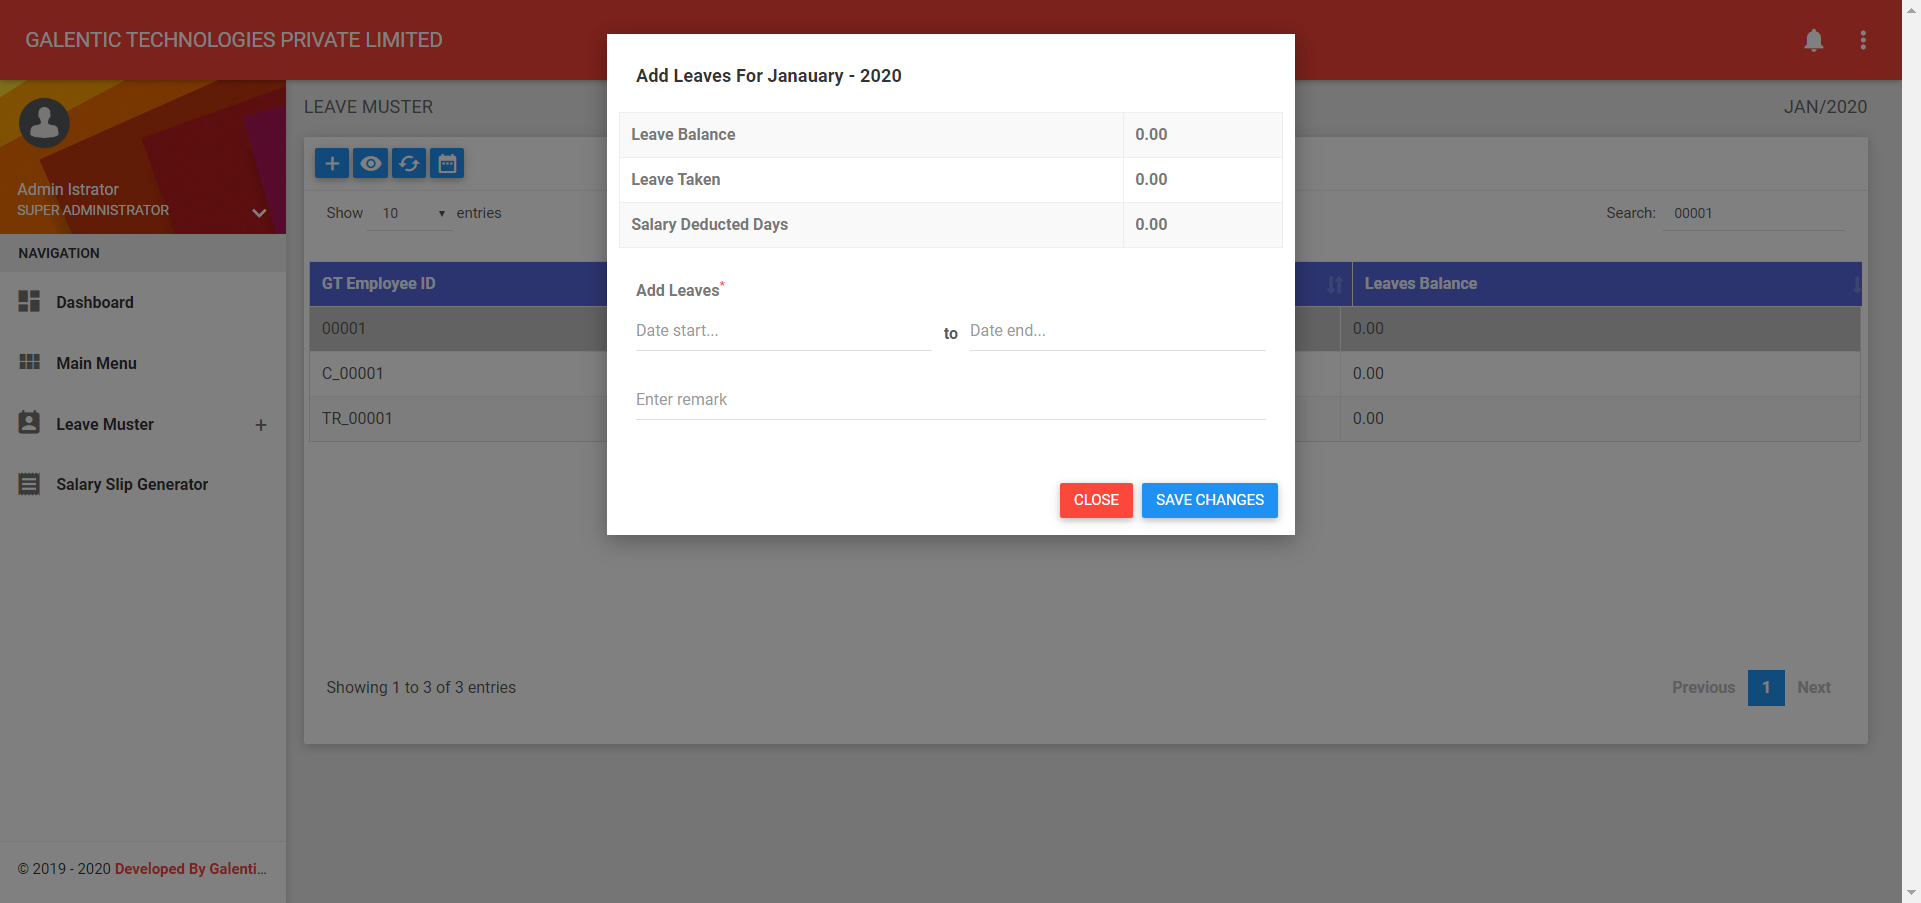 GALENTIC TECHNOLOGIES PRIVATE LIMITED
Admin Istrator
SUPER ADMINISTRATOR
NAVIGATION
Dashboard
Main Menu
Leave Muster +
Salary Slip Generator
© 2019 - 2020 Developed By Galenti...
LEAVE MUSTER
JAN/2020
Show 10 entries
Search: 00001
GT Employee ID
Leaves Balance
00001
0.00
C_00001
0.00
TR_00001
0.00
Showing 1 to 3 of 3 entries
Previous 1 Next
Add Leaves For Janauary - 2020
Leave Balance 0.00
Leave Taken 0.00
Salary Deducted Days 0.00
Add Leaves*
Date start... to Date end...
Enter remark
CLOSE SAVE CHANGES